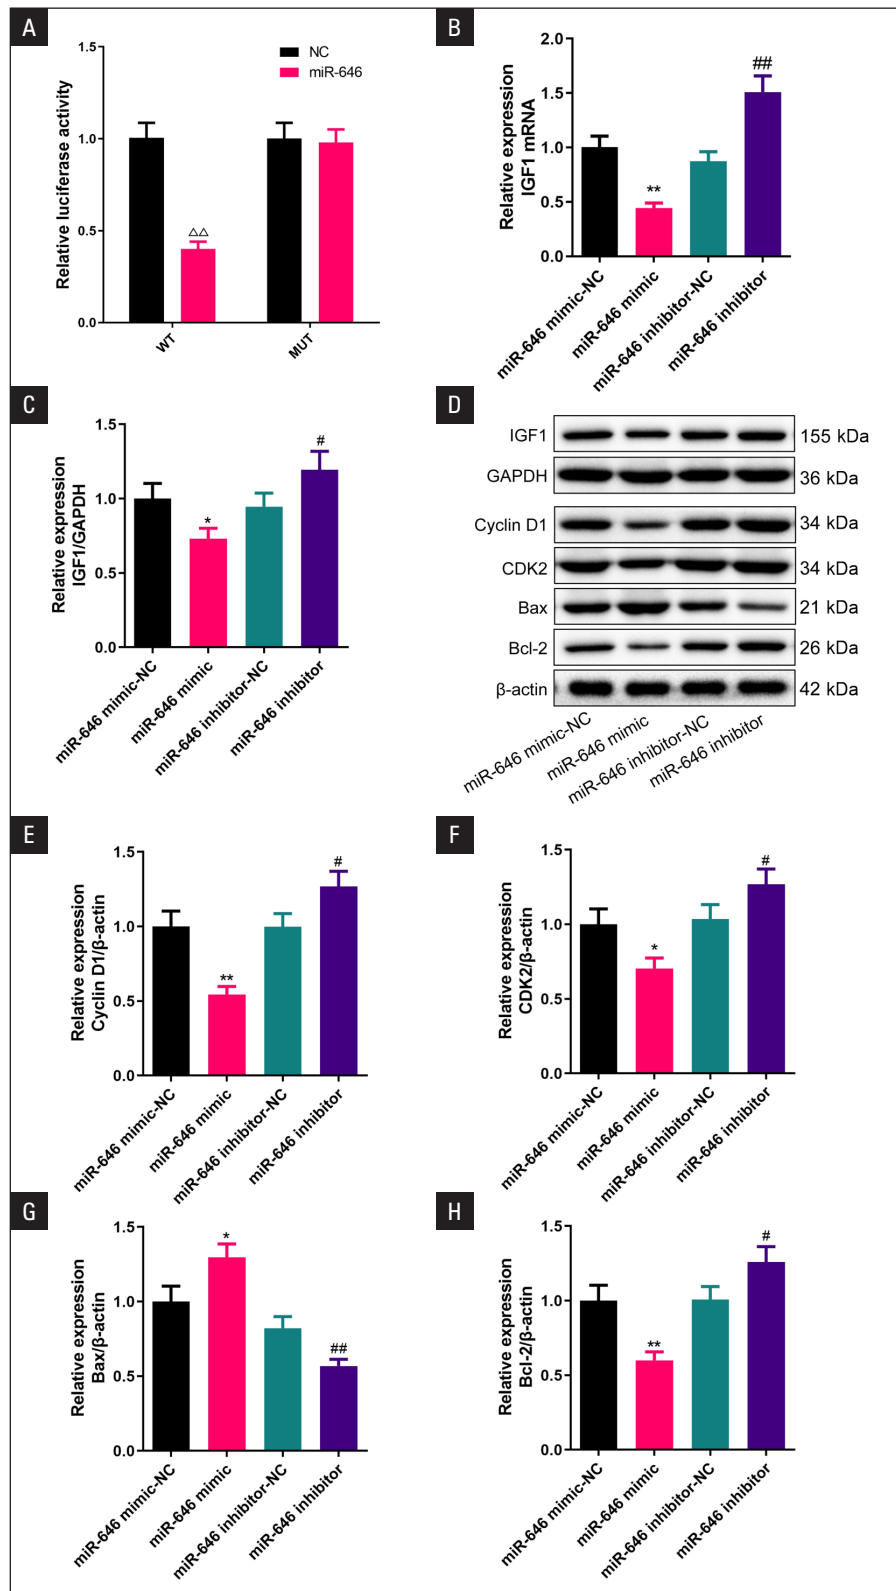 A
1.5
1.0
0.5
0.0
Relative luciferase activity
NC
miR-646
△△
WT
MUT
B
2.0
1.5
1.0
0.5
0.0
Relative expression
IGF1 mRNA
**
##
miR-646 mimic-NC
miR-646 mimic
miR-646 inhibitor-NC
miR-646 inhibitor
C
1.5
1.0
0.5
0.0
Relative expression
IGF1/GAPDH
*
#
miR-646 mimic-NC
miR-646 mimic
miR-646 inhibitor-NC
miR-646 inhibitor
D
IGF1 155 kDa
GAPDH 36 kDa
Cyclin D1 34 kDa
CDK2 34 kDa
Bax 21 kDa
Bcl-2 26 kDa
β-actin 42 kDa
miR-646 mimic-NC
miR-646 mimic
miR-646 inhibitor-NC
miR-646 inhibitor
E
1.5
1.0
0.5
0.0
Relative expression
Cyclin D1/β-actin
**
#
miR-646 mimic-NC
miR-646 mimic
miR-646 inhibitor-NC
miR-646 inhibitor
F
1.5
1.0
0.5
0.0
Relative expression
CDK2/β-actin
*
#
miR-646 mimic-NC
miR-646 mimic
miR-646 inhibitor-NC
miR-646 inhibitor
G
1.5
1.0
0.5
0.0
Relative expression
Bax/β-actin
*
##
miR-646 mimic-NC
miR-646 mimic
miR-646 inhibitor-NC
miR-646 inhibitor
H
1.5
1.0
0.5
0.0
Relative expression
Bcl-2/β-actin
**
#
miR-646 mimic-NC
miR-646 mimic
miR-646 inhibitor-NC
miR-646 inhibitor